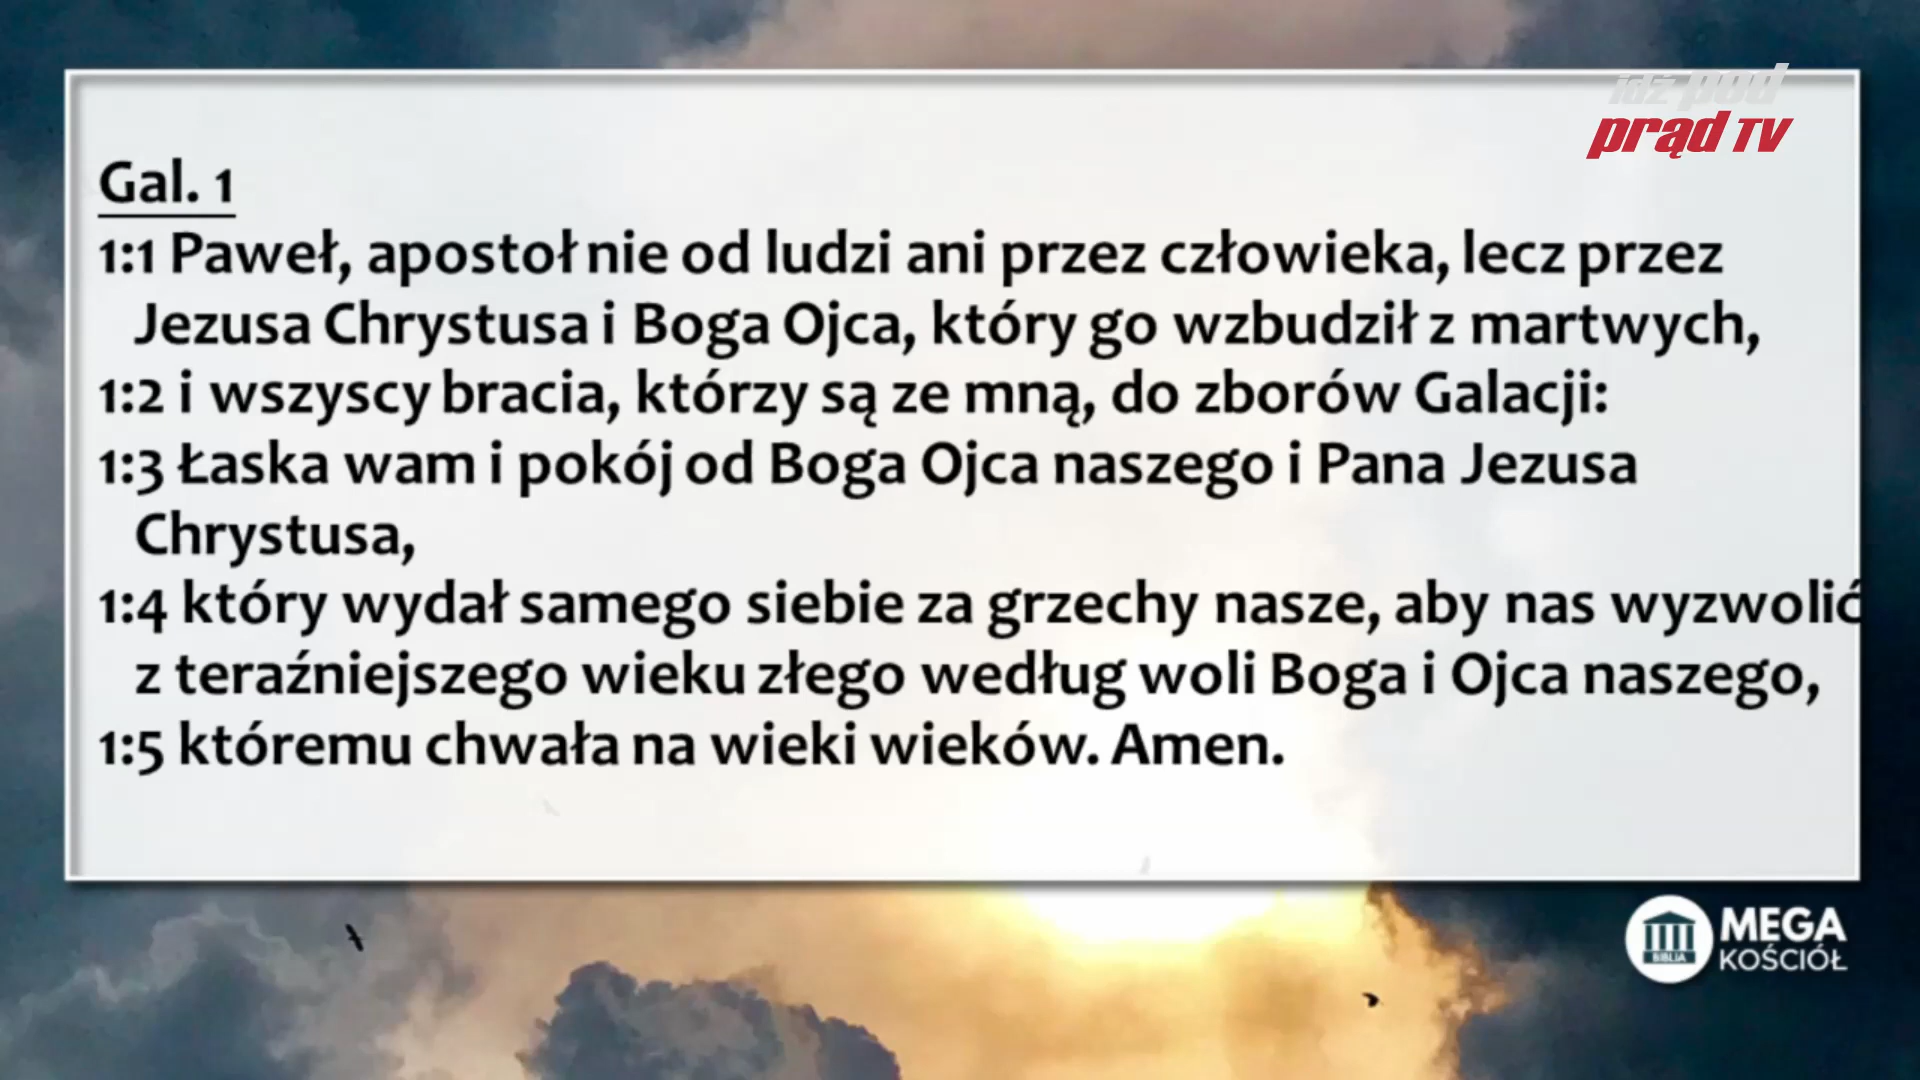 idź pod
prąd TV
Gal. 1
1:1 Paweł, apostoł nie od ludzi ani przez człowieka, lecz przez
Jezusa Chrystusa i Boga Ojca, który go wzbudził z martwych,
1:2 i wszyscy bracia, którzy są ze mną, do zborów Galacji:
1:3 Łaska wam i pokój od Boga Ojca naszego i Pana Jezusa
Chrystusa,
1:4 który wydał samego siebie za grzechy nasze, aby nas wyzwolić
z teraźniejszego wieku złego według woli Boga i Ojca naszego,
1:5 któremu chwała na wieki wieków. Amen.
BIBLIA
MEGA
KOŚCIÓŁ